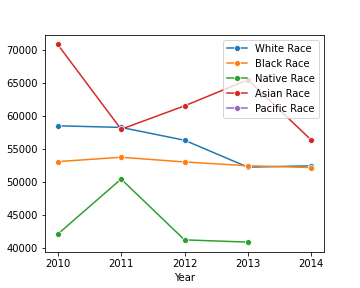 70000
65000
60000
55000
50000
45000
40000
2010
2011
2012
2013
2014
Year
White Race
Black Race
Native Race
Asian Race
Pacific Race